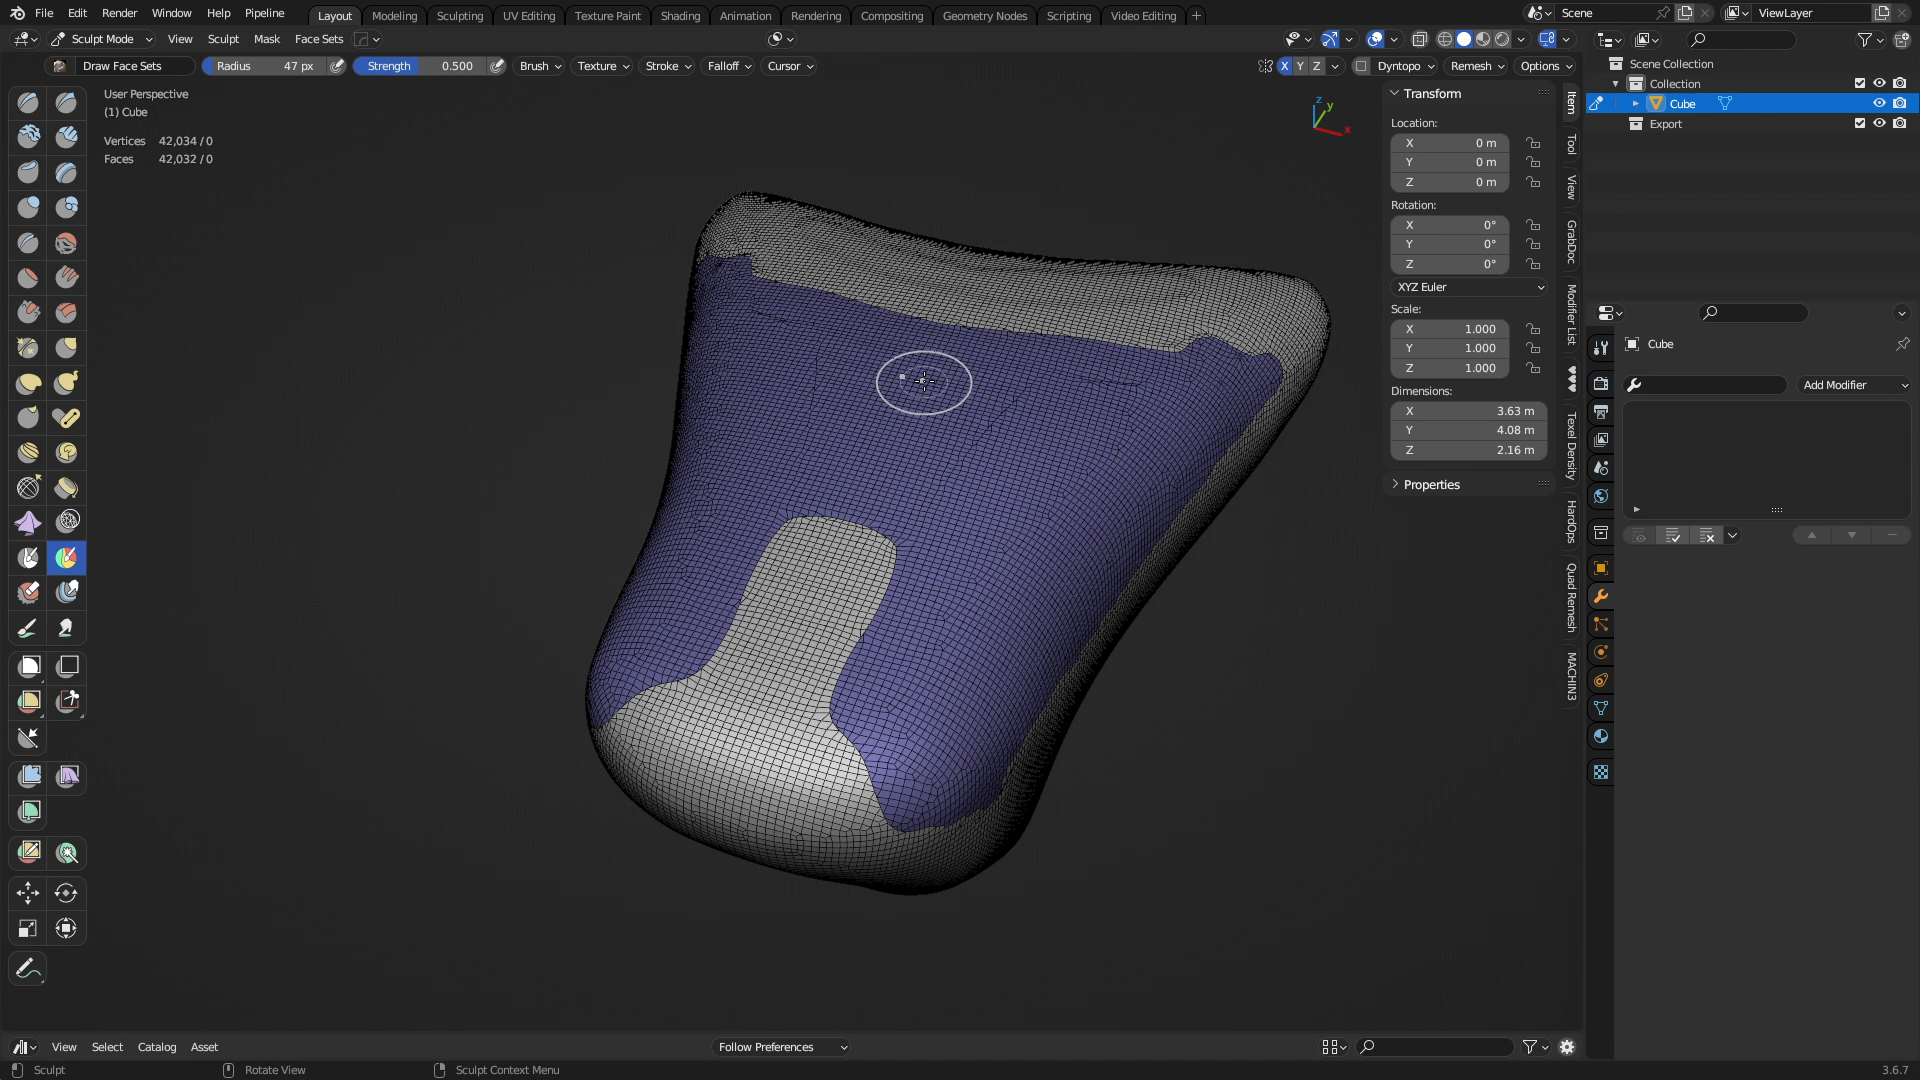 File Edit Render Window Help Pipeline Layout Modeling Sculpting UV Editing Texture Paint Shading Animation Rendering Compositing Geometry Nodes Scripting Video Editing + Scene ViewLayer
Sculpt Mode View Sculpt Mask Face Sets
Draw Face Sets Radius 47 px Strength 0.500 Brush Texture Stroke Falloff Cursor X Y Z Dyntopo Remesh Options
User Perspective
(1) Cube
Vertices 42,034 / 0
Faces 42,032 / 0
Z
Y
X
Transform
Location:
X 0 m
Y 0 m
Z 0 m
Rotation:
X 0°
Y 0°
Z 0°
XYZ Euler
Scale:
X 1.000
Y 1.000
Z 1.000
Dimensions:
X 3.63 m
Y 4.08 m
Z 2.16 m
Properties
Item
Tool
View
GrabDoc
Modifier List
Texel Density
HardOps
Quad Remesh
MACHIN3
Scene Collection
Collection
Cube
Export
Cube
Add Modifier
View Select Catalog Asset Follow Preferences
Sculpt Rotate View Sculpt Context Menu 3.6.7